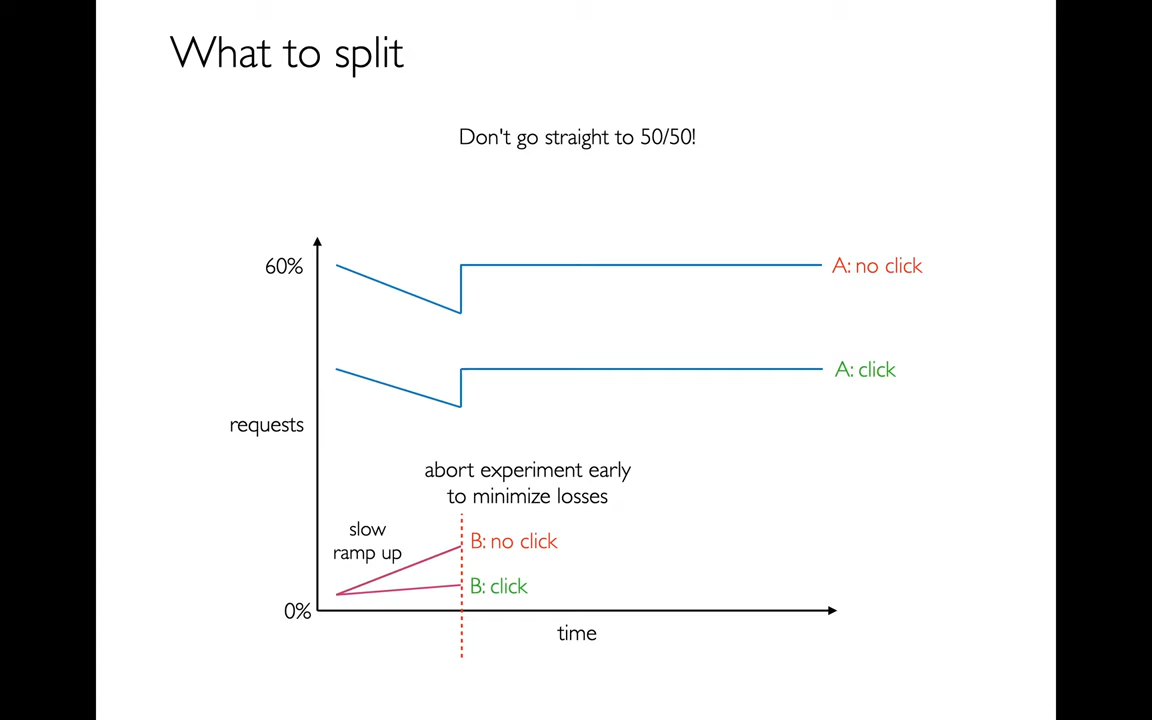 What to split
Don't go straight to 50/50!
60%
A: no click
A: click
requests
abort experiment early
to minimize losses
slow
ramp up
B: no click
B: click
0%
time